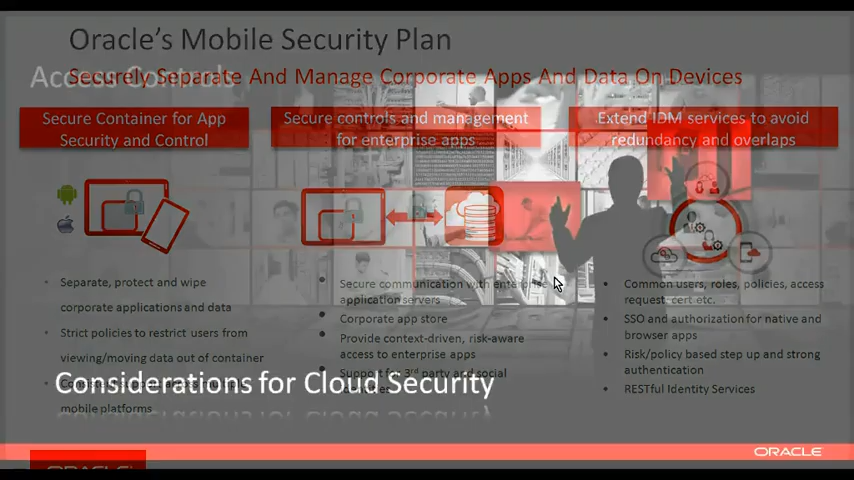 Oracle's Mobile Security Plan
Access Controls
Securely Separate And Manage Corporate Apps And Data On Devices
Secure Container for App
Security and Control
Secure controls and management
for enterprise apps
Extend IDM services to avoid
redundancy and overlaps
• Separate, protect and wipe
corporate applications and data
• Strict policies to restrict users from
viewing/moving data out of container
mobile platforms
• Secure communication with enterprise
application servers
• Corporate app store
• Provide context-driven, risk-aware
access to enterprise apps
• Support for 3rd party and social
• Common users, roles, policies, access
request, cert etc.
• SSO and authorization for native and
browser apps
• Risk/policy based step up and strong
authentication
• RESTful Identity Services
Considerations for Cloud Security
ORACLE
ORACLE